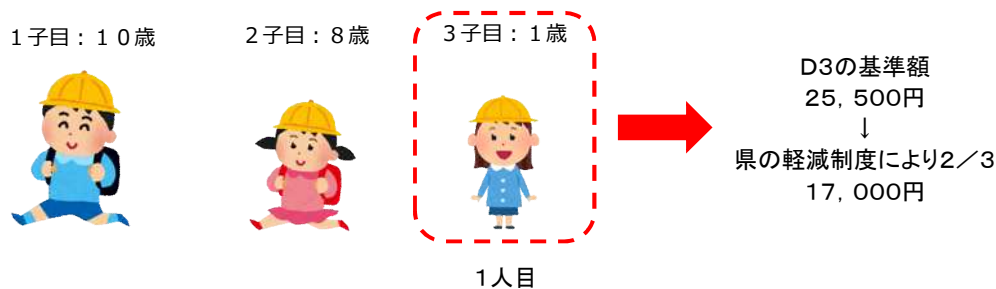 1子目：１０歳
2子目：８歳
3子目：１歳
D3の基準額
25，500円
↓
県の軽減制度により2／3
17，000円
1人目